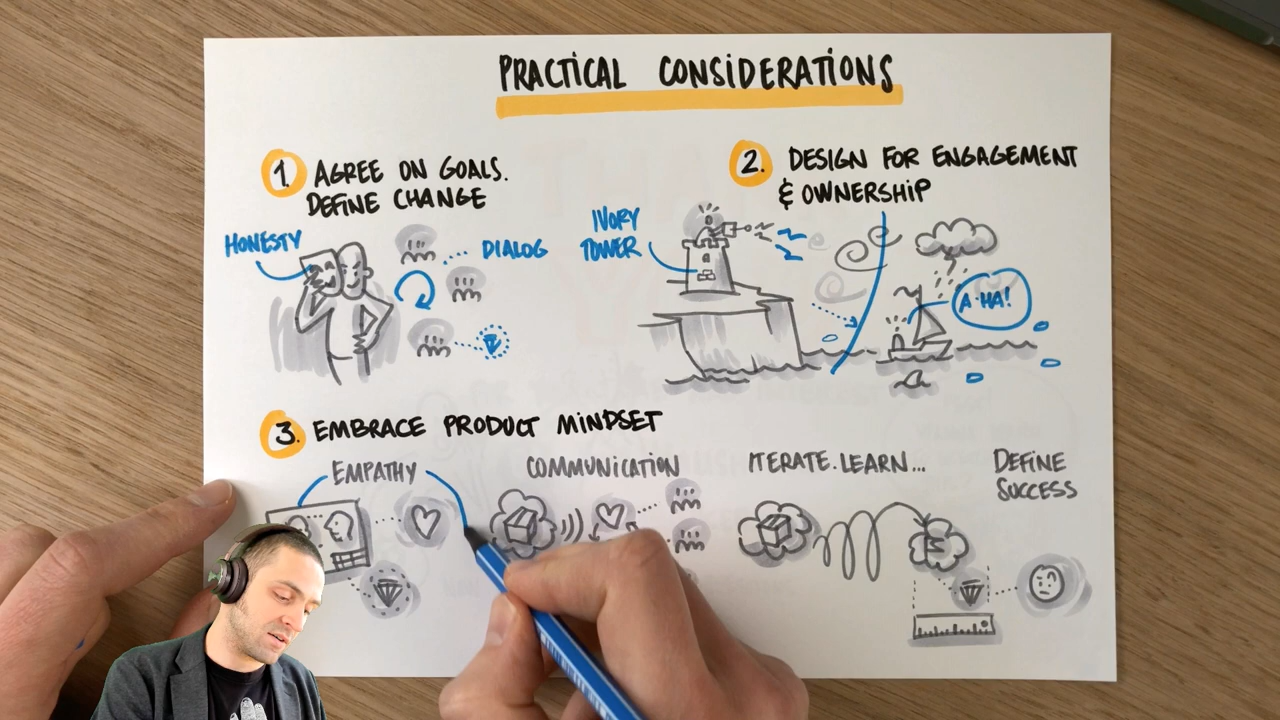 PRACTICAL CONSIDERATIONS
1. AGREE ON GOALS.
DEFINE CHANGE
HONESTY
DIALOG
2. DESIGN FOR ENGAGEMENT
& OWNERSHIP
IVORY
TOWER
A-HA!
3. EMBRACE PRODUCT MINDSET
EMPATHY
COMMUNICATION
ITERATE. LEARN...
DEFINE
SUCCESS